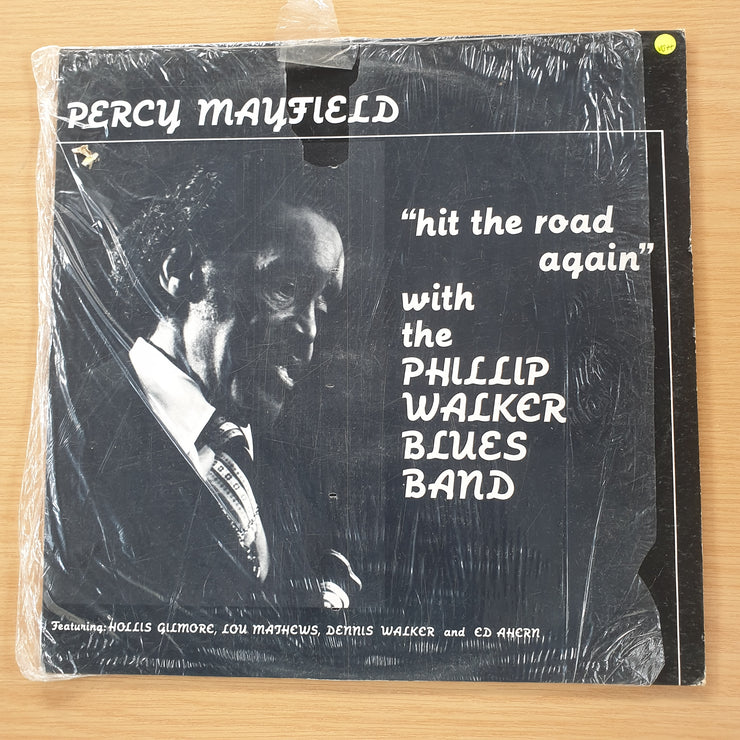 PERCY MAYFIELD
“hit the road
again”
with
the
PHILLIP
WALKER
BLUES
BAND
Featuring: HOLLIS GILMORE, LOU MATHEWS, DENNIS WALKER and ED AHERN